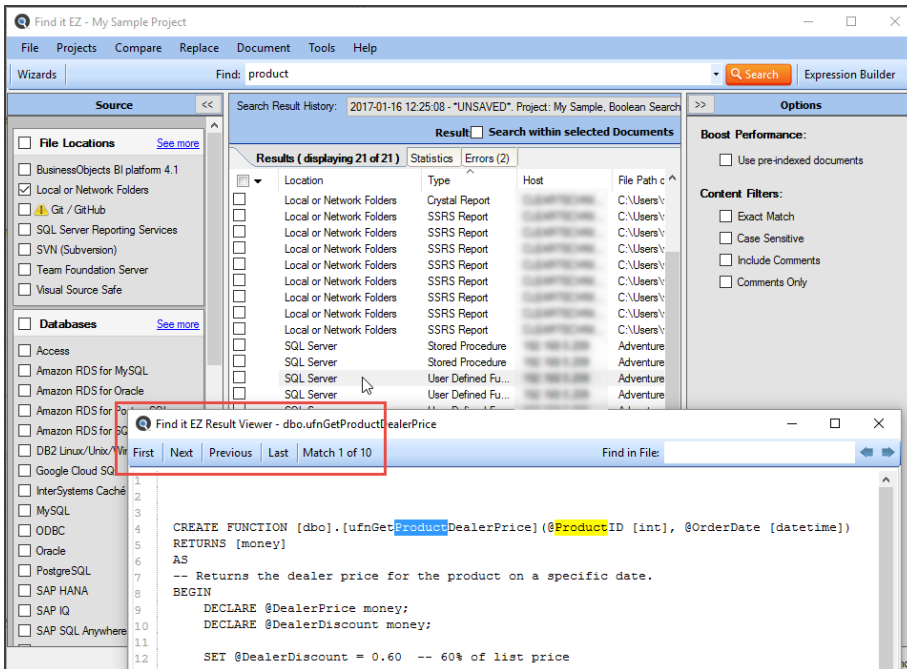 Find it EZ - My Sample Project
File Projects Compare Replace Document Tools Help
Wizards Find: product Search Expression Builder
Source << Search Result History: 2017-01-16 12:25:08 - *UNSAVED*. Project: My Sample, Boolean Search >> Options
Result Search within selected Documents
File Locations See more
BusinessObjects BI platform 4.1
Local or Network Folders
Git / GitHub
SQL Server Reporting Services
SVN (Subversion)
Team Foundation Server
Visual Source Safe
Databases See more
Access
Amazon RDS for MySQL
Amazon RDS for Oracle
Amazon RDS for
Amazon RDS for
DB2 Linux/Unix/
Google Cloud
InterSystems Caché
MySQL
ODBC
Oracle
PostgreSQL
SAP HANA
SAP IQ
SAP SQL Anywhere
Results ( displaying 21 of 21 ) Statistics Errors (2)
Location Type Host File Path
Local or Network Folders Crystal Report C:\Users\
Local or Network Folders SSRS Report C:\Users\
Local or Network Folders SSRS Report C:\Users\
Local or Network Folders SSRS Report C:\Users\
Local or Network Folders SSRS Report C:\Users\
Local or Network Folders SSRS Report C:\Users\
Local or Network Folders SSRS Report C:\Users\
Local or Network Folders SSRS Report C:\Users\
Local or Network Folders SSRS Report C:\Users\
SQL Server Stored Procedure Adventure
SQL Server Stored Procedure Adventure
SQL Server User Defined Fu... Adventure
SQL Server User Defined Fu... Adventure
Boost Performance:
Use pre-indexed documents
Content Filters:
Exact Match
Case Sensitive
Include Comments
Comments Only
Find it EZ Result Viewer - dbo.ufnGetProductDealerPrice
First Next Previous Last Match 1 of 10 Find in File:
1
2
3
4 CREATE FUNCTION [dbo].[ufnGetProductDealerPrice](@ProductID [int], @OrderDate [datetime])
5 RETURNS [money]
6 AS
7 -- Returns the dealer price for the product on a specific date.
8 BEGIN
9 DECLARE @DealerPrice money;
10 DECLARE @DealerDiscount money;
11
12 SET @DealerDiscount = 0.60 -- 60% of list price